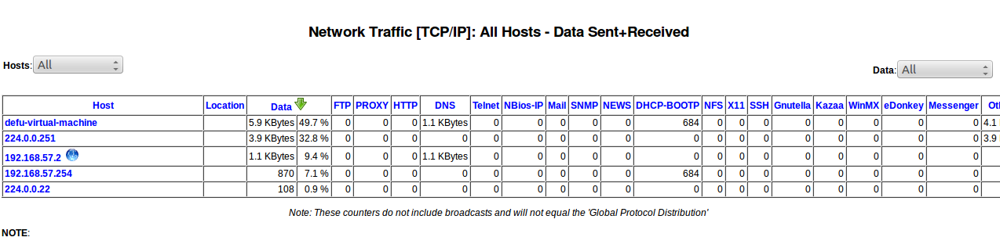 Network Traffic [TCP/IP]: All Hosts - Data Sent+Received
Hosts: All
Data: All
Host Location Data FTP PROXY HTTP DNS Telnet NBios-IP Mail SNMP NEWS DHCP-BOOTP NFS X11 SSH Gnutella Kazaa WinMX eDonkey Messenger Oth
defu-virtual-machine 5.9 KBytes 49.7 % 0 0 0 1.1 KBytes 0 0 0 0 0 684 0 0 0 0 0 0 0 0 4.1
224.0.0.251 3.9 KBytes 32.8 % 0 0 0 0 0 0 0 0 0 0 0 0 0 0 0 0 0 0 3.9
192.168.57.2 1.1 KBytes 9.4 % 0 0 0 1.1 KBytes 0 0 0 0 0 0 0 0 0 0 0 0 0 0
192.168.57.254 870 7.1 % 0 0 0 0 0 0 0 0 0 684 0 0 0 0 0 0 0 0
224.0.0.22 108 0.9 % 0 0 0 0 0 0 0 0 0 0 0 0 0 0 0 0 0 0
Note: These counters do not include broadcasts and will not equal the 'Global Protocol Distribution'
NOTE: